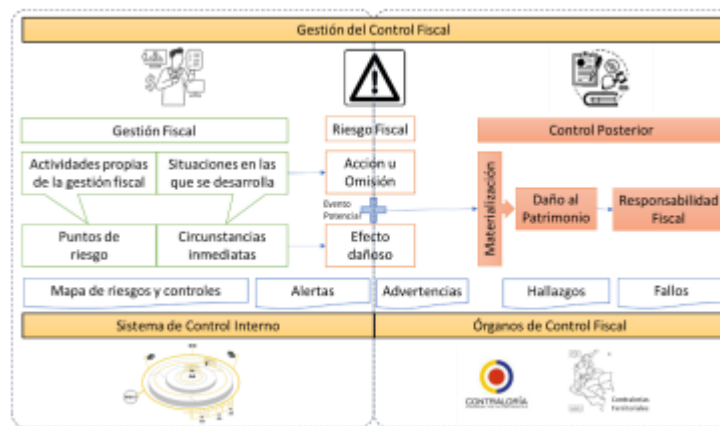 Gestión del Control Fiscal
Gestión Fiscal
Riesgo Fiscal
Control Posterior
Actividades propias
de la gestión fiscal
Situaciones en las
que se desarrolla
Acción u
Omisión
Evento
Potencial
Materialización
Daño al
Patrimonio
Responsabilidad
Fiscal
Puntos de
riesgo
Circunstancias
inmediatas
Efecto
dañoso
Mapa de riesgos y controles
Alertas
Advertencias
Hallazgos
Fallos
Sistema de Control Interno
Órganos de Control Fiscal
CONTRALORÍA
Contralorías
Territoriales